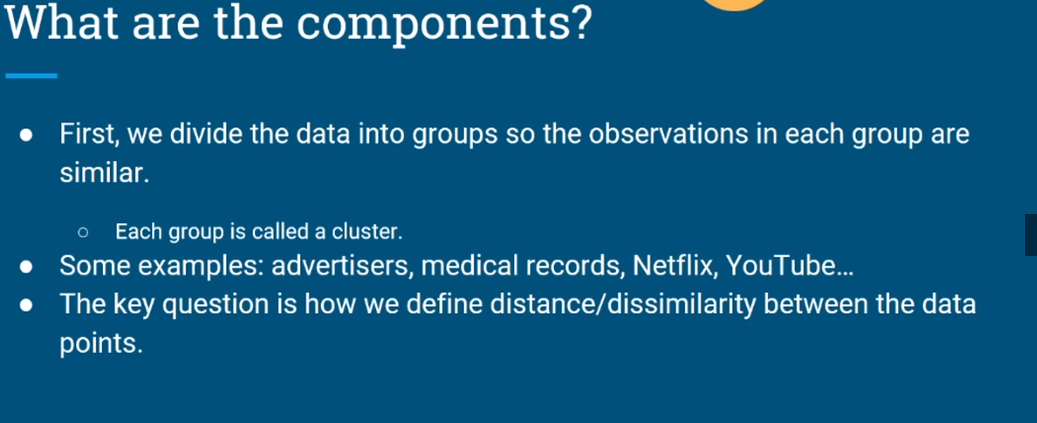 What are the components?
● First, we divide the data into groups so the observations in each group are
similar.
○ Each group is called a cluster.
● Some examples: advertisers, medical records, Netflix, YouTube...
● The key question is how we define distance/dissimilarity between the data
points.